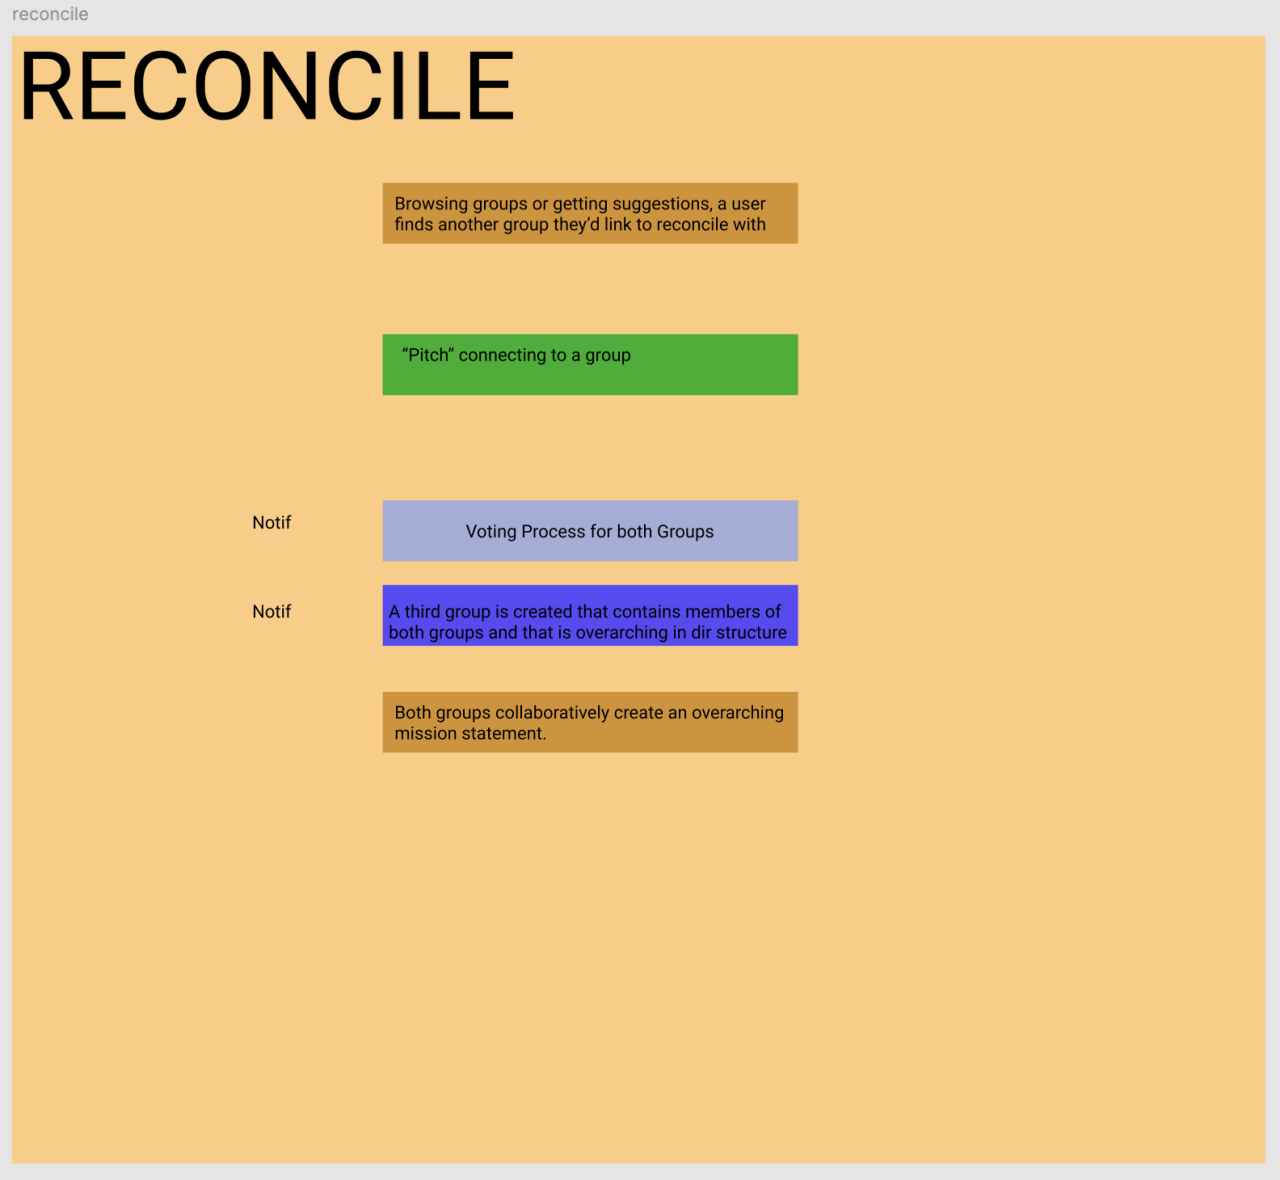 reconcile
RECONCILE
Browsing groups or getting suggestions, a user
finds another group they’d link to reconcile with
“Pitch” connecting to a group
Notif
Voting Process for both Groups
Notif
A third group is created that contains members of
both groups and that is overarching in dir structure
Both groups collaboratively create an overarching
mission statement.